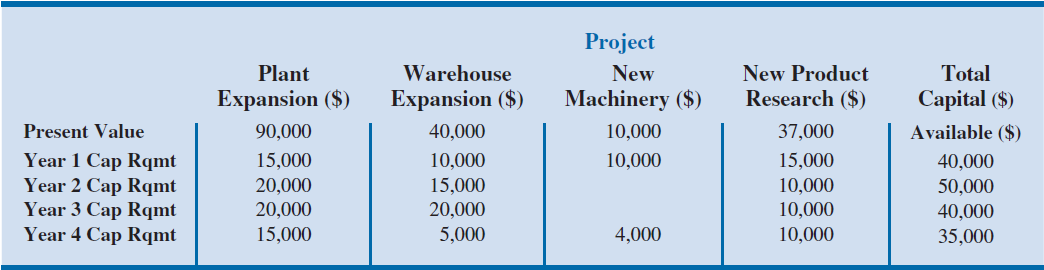 Project
Plant Warehouse New New Product Total
Expansion ($) Expansion ($) Machinery ($) Research ($) Capital ($)
Present Value 90,000 40,000 10,000 37,000 Available ($)
Year 1 Cap Rqmt 15,000 10,000 10,000 15,000 40,000
Year 2 Cap Rqmt 20,000 15,000 10,000 50,000
Year 3 Cap Rqmt 20,000 20,000 10,000 40,000
Year 4 Cap Rqmt 15,000 5,000 4,000 10,000 35,000